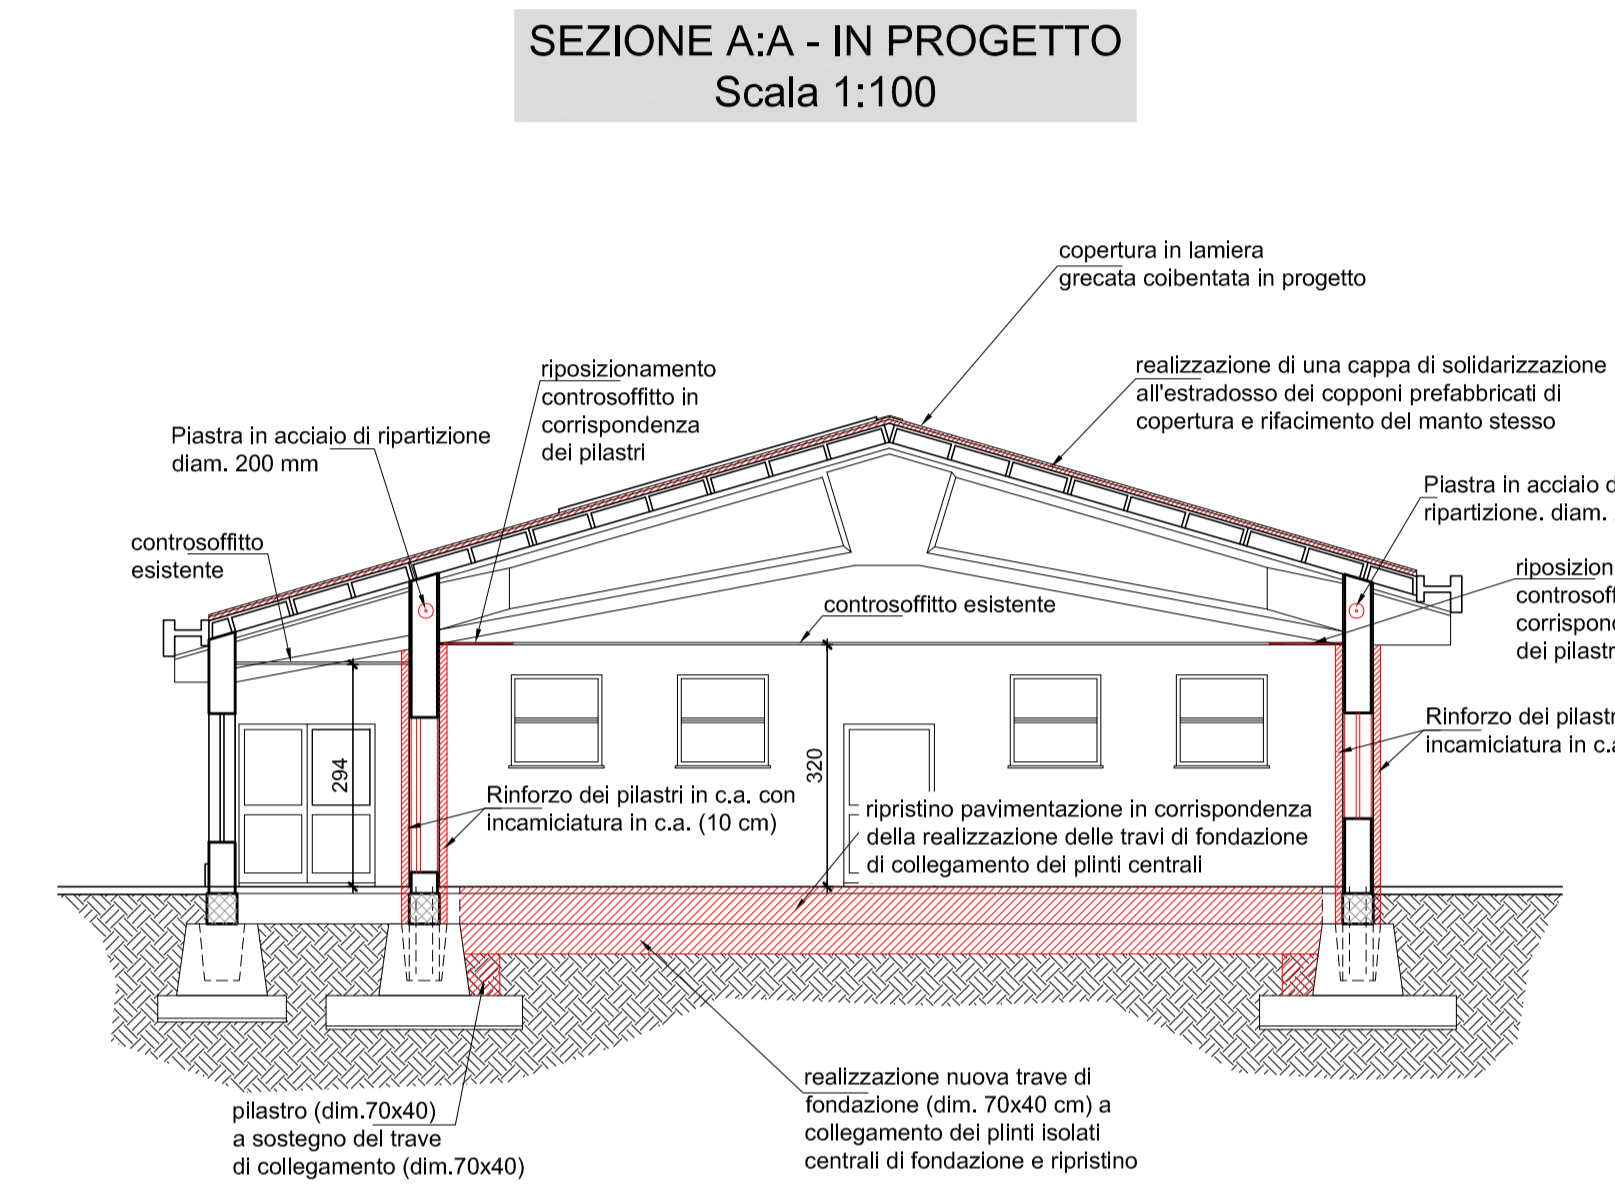 SEZIONE A:A - IN PROGETTO
Scala 1:100
copertura in lamiera
grecata coibentata in progetto
realizzazione di una cappa di solidarizzazione
all'estradosso dei copponi prefabbricati di
copertura e rifacimento del manto stesso
riposizionamento
controsoffitto in
corrispondenza
dei pilastri
Piastra in acciaio di ripartizione
diam. 200 mm
controsoffitto
esistente
Piastra in acciaio
ripartizione. diam.
controsoffitto esistente
dei
294
320
Rinforzo dei pilastri in c.a. con
incamiciatura in c.a. (10 cm)
Rinforzo dei
incamiciatura in
ripristino pavimentazione in corrispondenza
della realizzazione delle travi di fondazione
di collegamento dei plinti centrali
pilastro (dim.70x40)
a sostegno del trave
di collegamento (dim.70x40)
realizzazione nuova trave di
fondazione (dim. 70x40 cm) a
collegamento dei plinti isolati
centrali di fondazione e ripristino